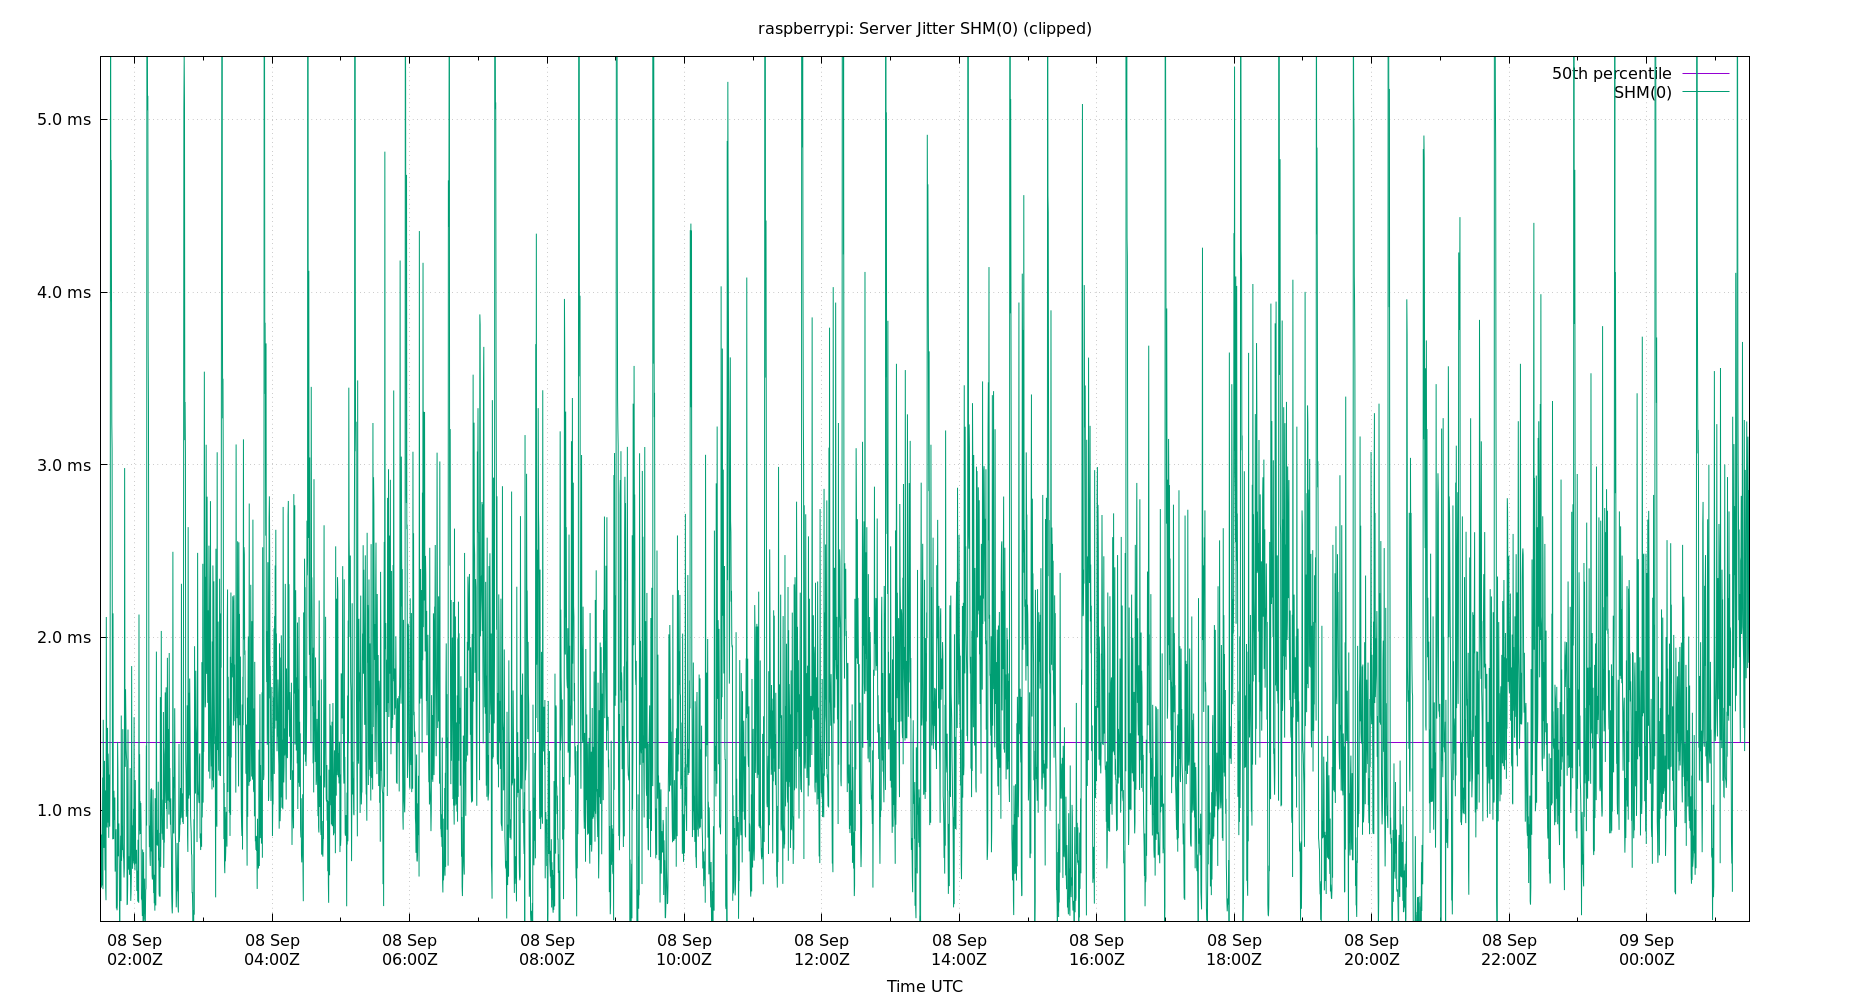 raspberrypi: Server Jitter SHM(0) (clipped)
50th percentile
SHM(0)
5.0 ms
4.0 ms
3.0 ms
2.0 ms
1.0 ms
08 Sep 08 Sep 08 Sep 08 Sep 08 Sep 08 Sep 08 Sep 08 Sep 08 Sep 08 Sep 08 Sep 09 Sep
02:00Z 04:00Z 06:00Z 08:00Z 10:00Z 12:00Z 14:00Z 16:00Z 18:00Z 20:00Z 22:00Z 00:00Z
Time UTC